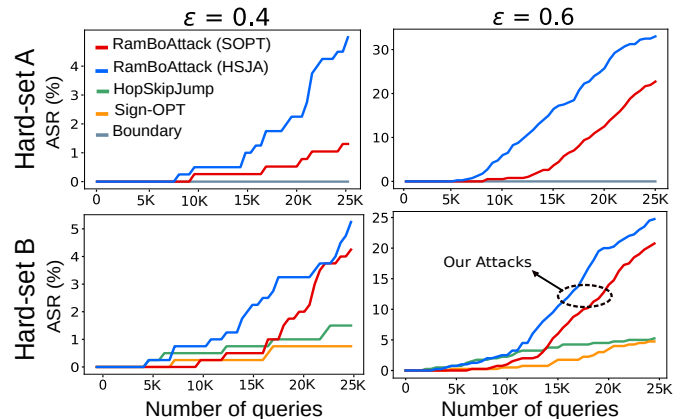 ε = 0.4
ε = 0.6
Hard-set A
ASR (%)
5
4
3
2
1
0
RamBoAttack (SOPT)
RamBoAttack (HSJA)
HopSkipJump
Sign-OPT
Boundary
0 5K 10K 15K 20K 25K
30
20
10
0
0 5K 10K 15K 20K 25K
Hard-set B
ASR (%)
5
4
3
2
1
0
0 5K 10K 15K 20K 25K
Number of queries
25
20
15
10
5
0
Our Attacks
0 5K 10K 15K 20K 25K
Number of queries